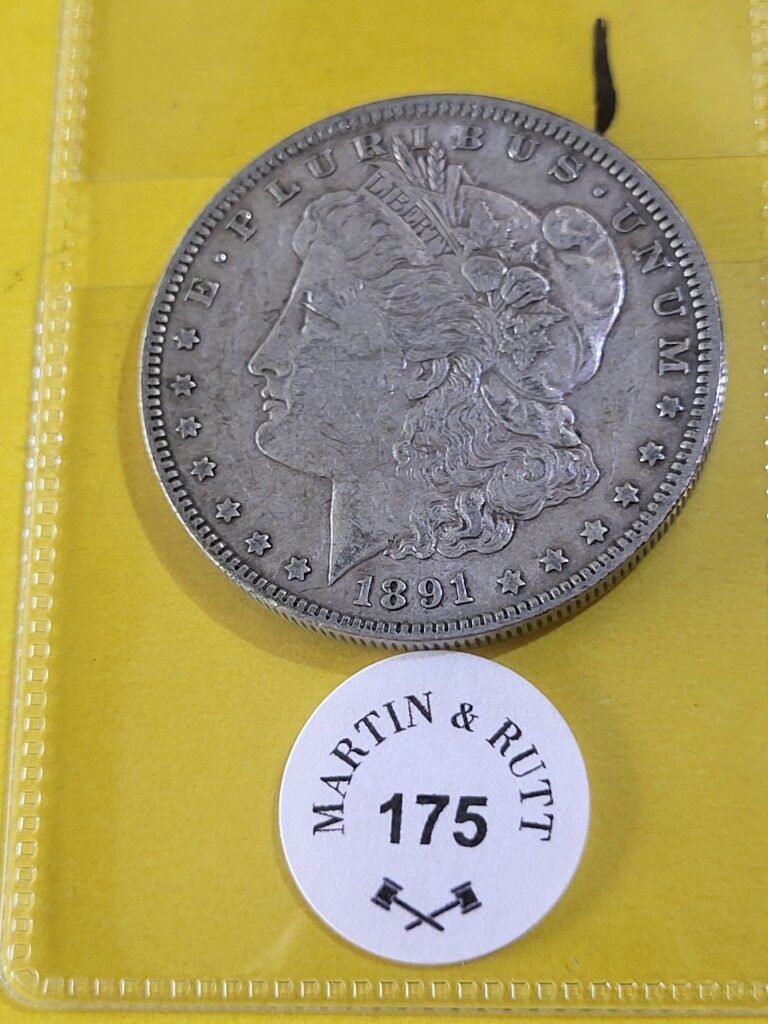 E · PLURIBUS · UNUM
LIBERTY
1891
MARTIN & RUTT
175